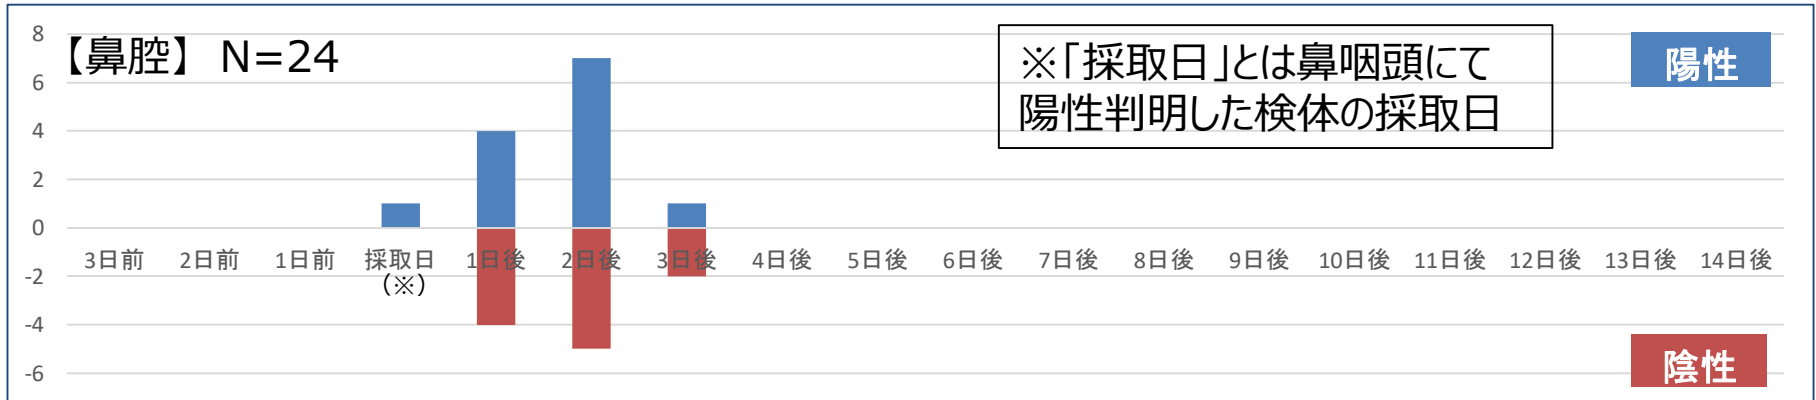 【鼻腔】 N=24
※「採取日」とは鼻咽頭にて
陽性判明した検体の採取日
陽性
8
6
4
2
0
-2
-4
-6
3日前 2日前 1日前 採取日 1日後 2日後 3日後 4日後 5日後 6日後 7日後 8日後 9日後 10日後 11日後 12日後 13日後 14日後
（※）
陰性